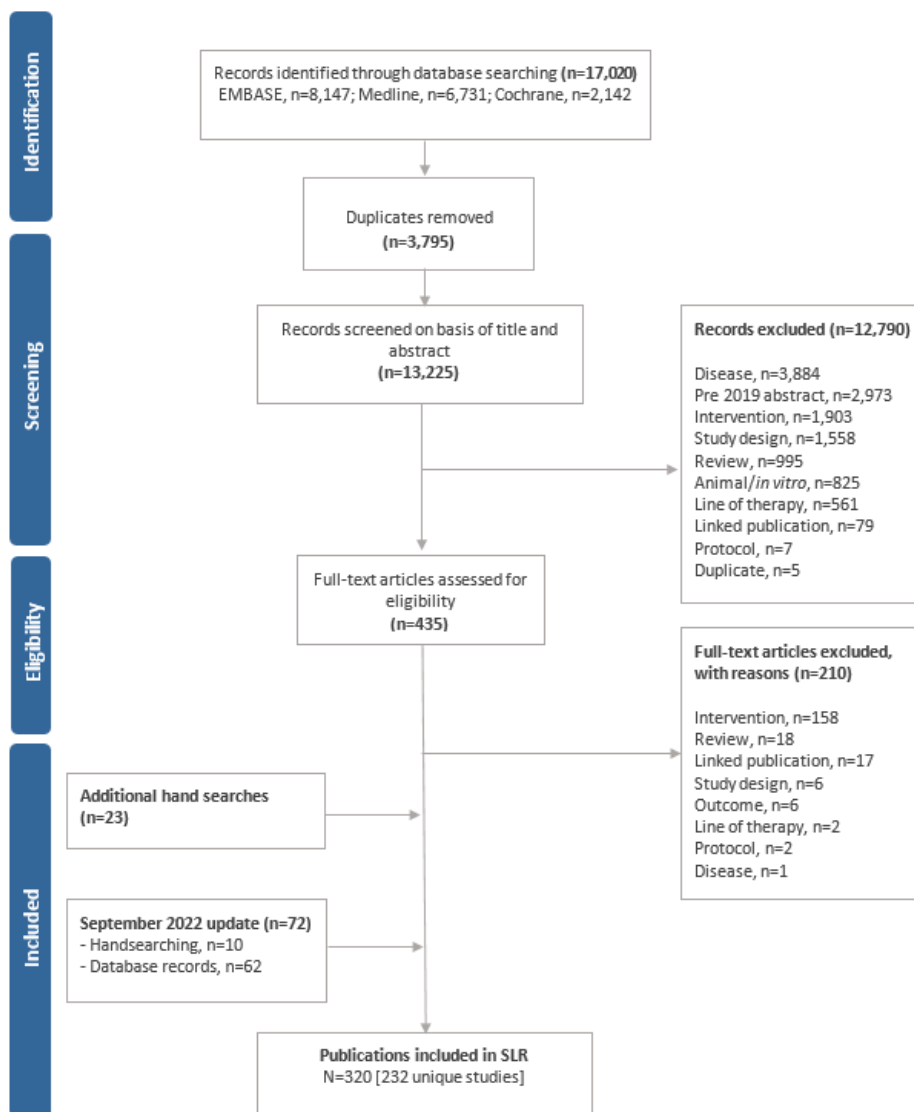 Identification
Records identified through database searching (n=17,020)
EMBASE, n=8,147; Medline, n=6,731; Cochrane, n=2,142
Duplicates removed
(n=3,795)
Screening
Records screened on basis of title and
abstract
(n=13,225)
Records excluded (n=12,790)
Disease, n=3,884
Pre 2019 abstract, n=2,973
Intervention, n=1,903
Study design, n=1,558
Review, n=995
Animal/in vitro, n=825
Line of therapy, n=561
Linked publication, n=79
Protocol, n=7
Duplicate, n=5
Eligibility
Full-text articles assessed for
eligibility
(n=435)
Full-text articles excluded,
with reasons (n=210)
Intervention, n=158
Review, n=18
Linked publication, n=17
Study design, n=6
Outcome, n=6
Line of therapy, n=2
Protocol, n=2
Disease, n=1
Included
Additional hand searches
(n=23)
September 2022 update (n=72)
- Handsearching, n=10
- Database records, n=62
Publications included in SLR
N=320 [232 unique studies]